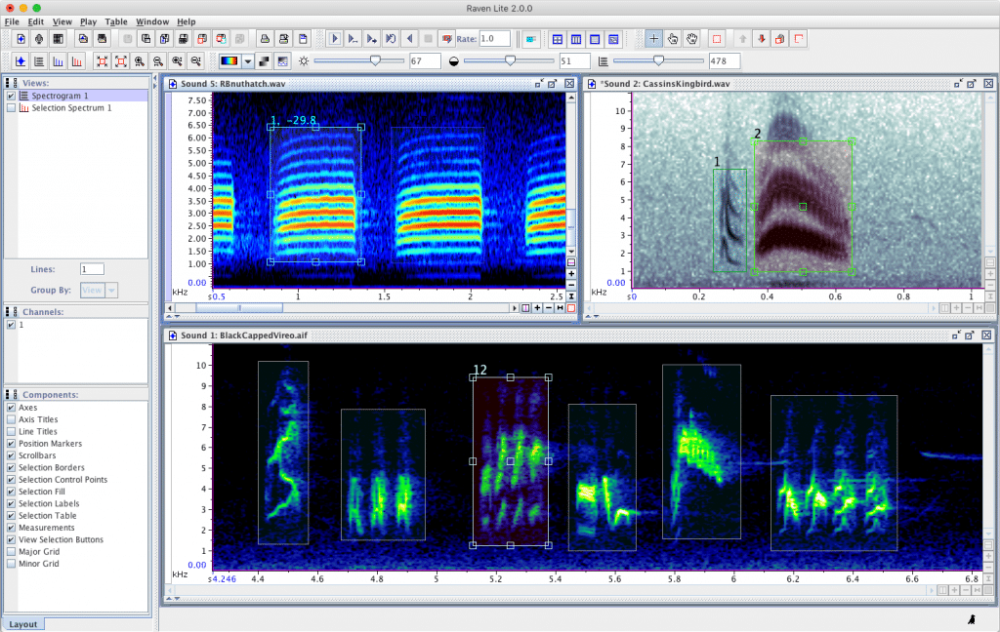 Raven Lite 2.0.0
File Edit View Play Table Window Help
Rate: 1.0
67 51 478
Views:
Spectrogram 1
Selection Spectrum 1
Lines: 1
Group By: View
Channels:
1
Components:
Axes
Axis Titles
Line Titles
Position Markers
Scrollbars
Selection Borders
Selection Control Points
Selection Fill
Selection Labels
Selection Table
Measurements
View Selection Buttons
Major Grid
Minor Grid
Layout
Sound 5: RBnuthatch.wav
1. -29.8
7.50
7.00
6.50
6.00
5.50
5.00
4.50
4.00
3.50
3.00
2.50
2.00
1.50
1.00
0.00
kHz
s0.5 1 1.5 2 2.5
*Sound 2: CassinsKingbird.wav
1 2
10
9
8
7
6
5
4
3
2
1
0.00
kHz
s0 0.2 0.4 0.6 0.8 1
Sound 1: BlackCappedVireo.aif
12
10
9
8
7
6
5
4
3
2
1
0.00
kHz
s4.246 4.4 4.6 4.8 5 5.2 5.4 5.6 5.8 6 6.2 6.4 6.6 6.8